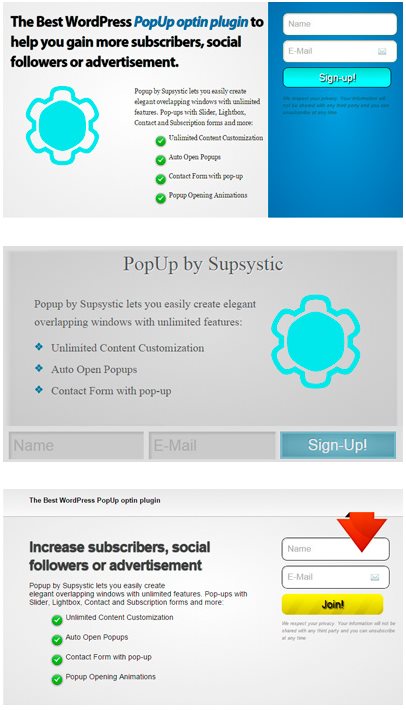 The Best WordPress PopUp optin plugin to
help you gain more subscribers, social
followers or advertisement.
Popup by Supsystic lets you easily create
elegant overlapping windows with unlimited
features. Pop-ups with Slider, Lightbox,
Contact and Subscription forms and more:
Unlimited Content Customization
Auto Open Popups
Contact Form with pop-up
Popup Opening Animations
Name
E-Mail
Sign-up!
We respect your privacy. Your information will
not be shared with any third party and you can
unsubscribe at any time
PopUp by Supsystic
Popup by Supsystic lets you easily create elegant
overlapping windows with unlimited features:
Unlimited Content Customization
Auto Open Popups
Contact Form with pop-up
Name
E-Mail
Sign-Up!
The Best WordPress PopUp optin plugin
Increase subscribers, social
followers or advertisement
Popup by Supsystic lets you easily create
elegant overlapping windows with unlimited features. Pop-ups with
Slider, Lightbox, Contact and Subscription forms and more:
Unlimited Content Customization
Auto Open Popups
Contact Form with pop-up
Popup Opening Animations
Name
E-Mail
Join!
We respect your privacy. Your information will not be
shared with any third party and you can unsubscribe
at any time